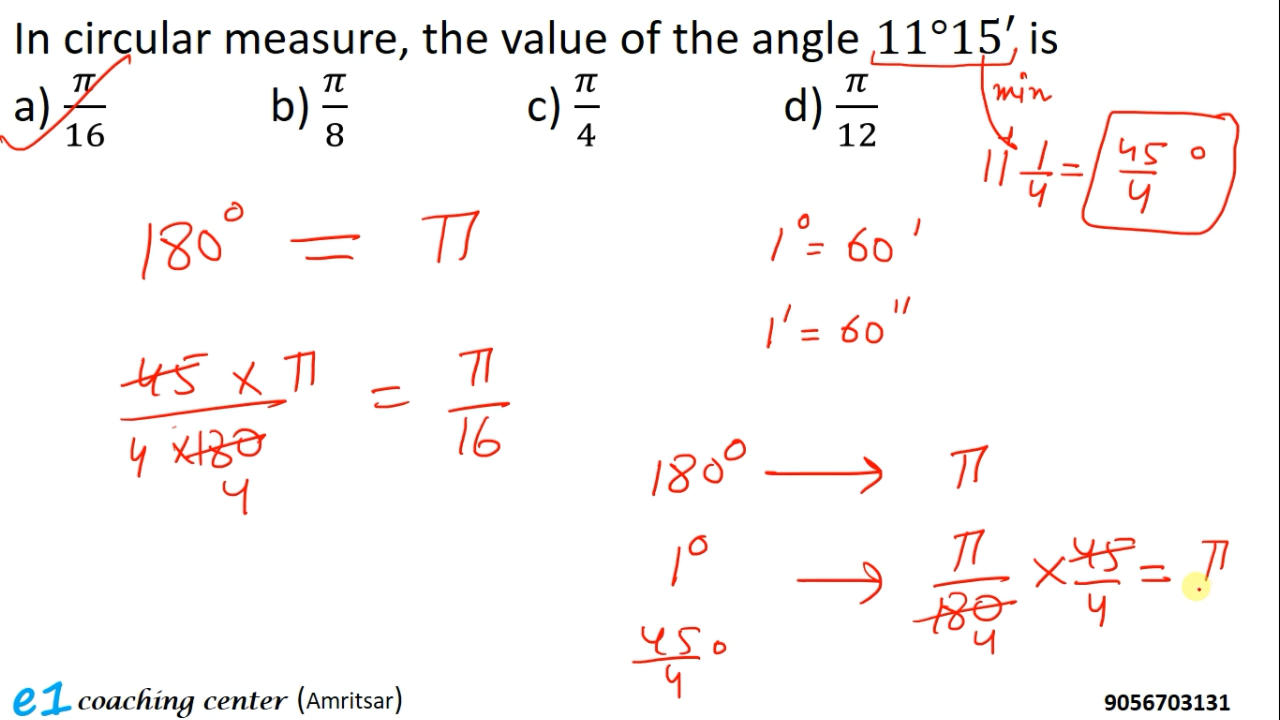 In circular measure, the value of the angle 11°15′ is
a) π/16 b) π/8 c) π/4 d) π/12
min
11 1/4 = 45/4 °
180° = π
1° = 60′
1′ = 60″
45 × π / 4 × 180 = π/16
4
180° → π
1° → π/180 × 45/4 = π
4
45/4 °
e1 coaching center (Amritsar)
9056703131